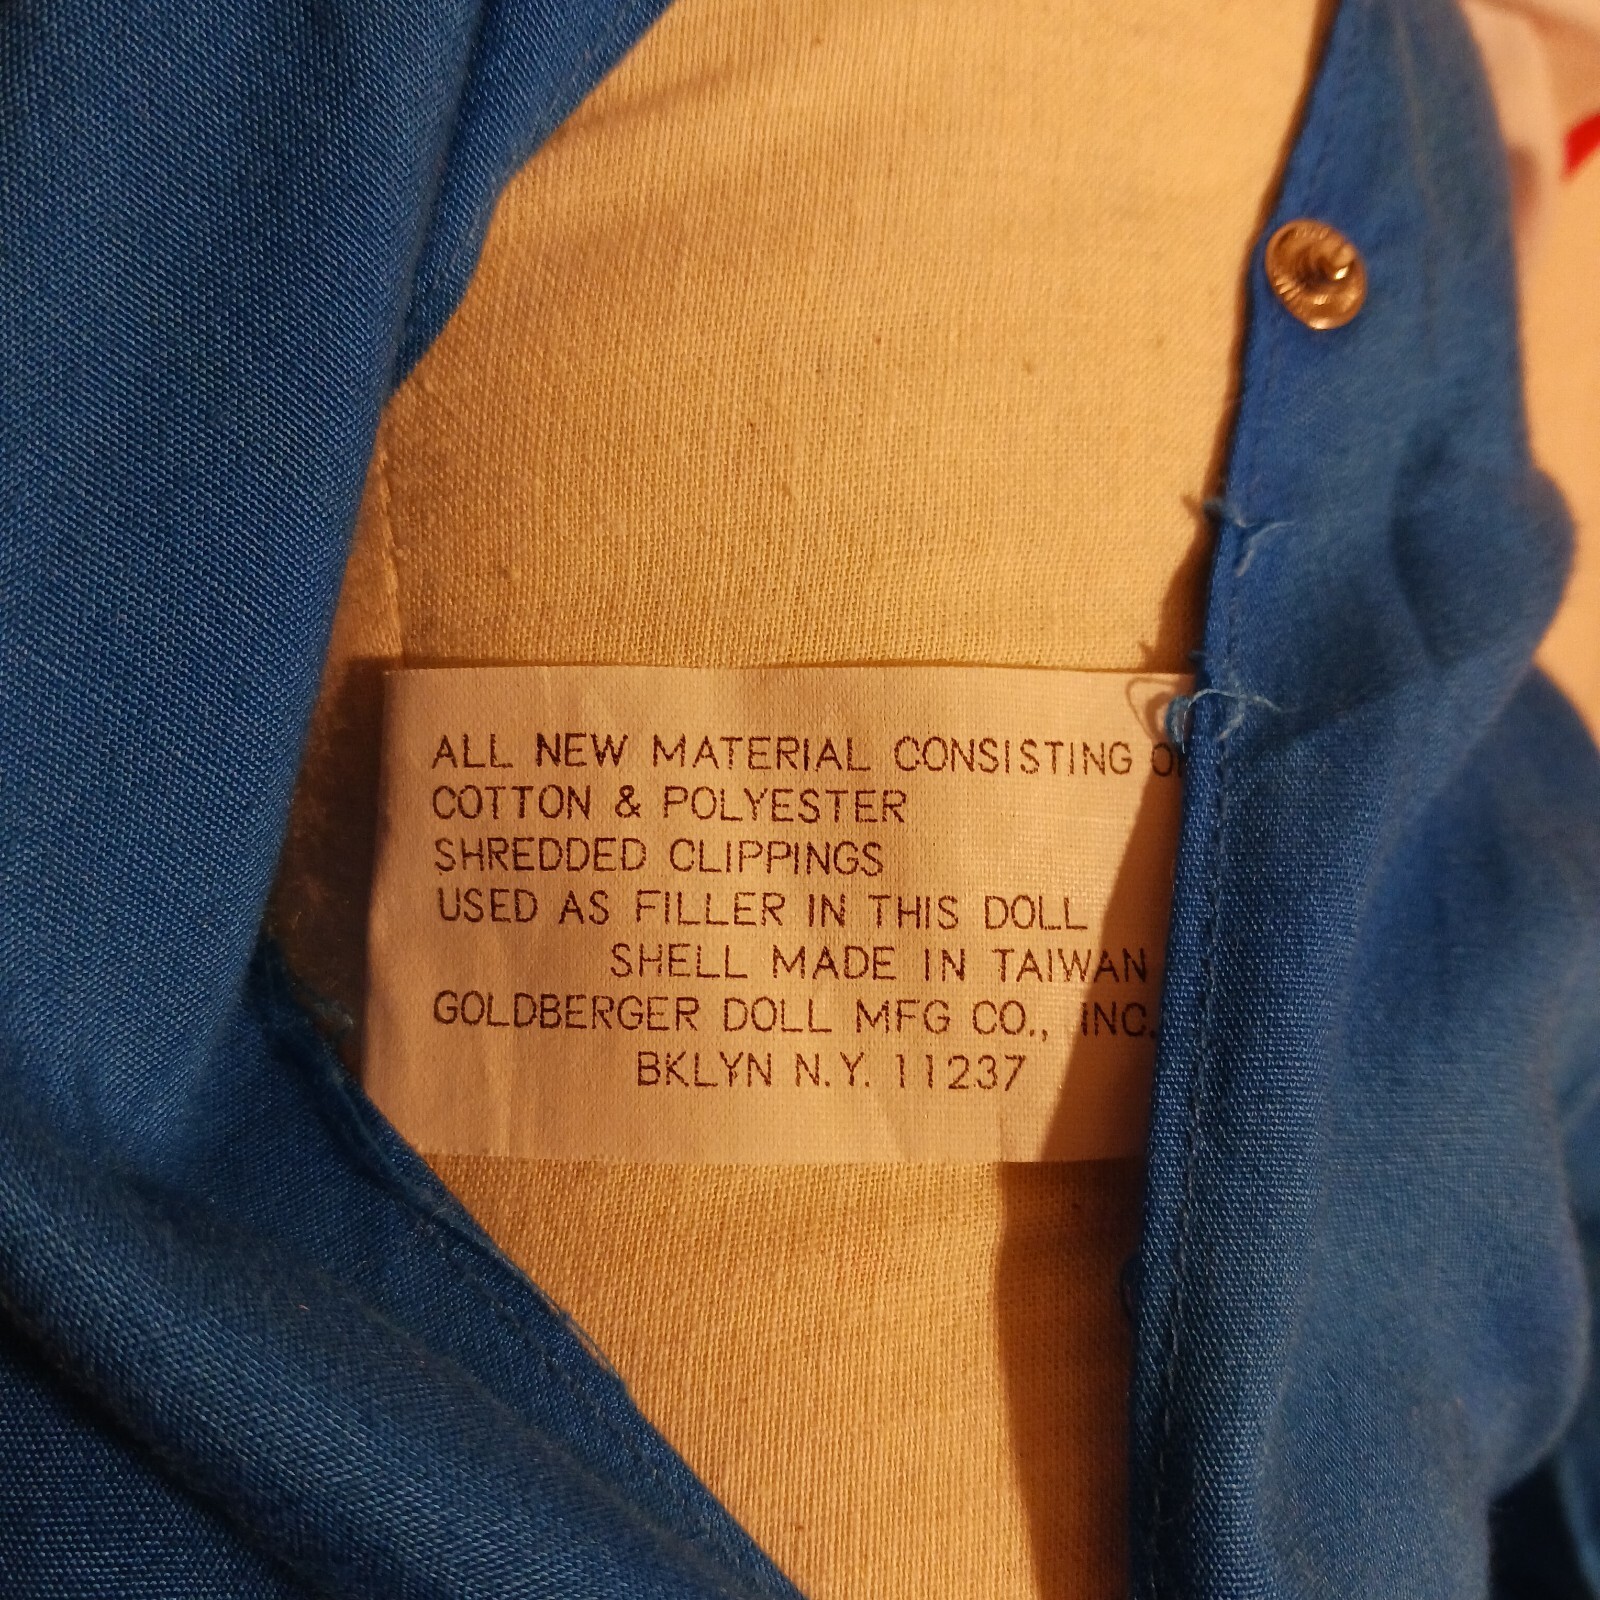 ALL NEW MATERIAL CONSISTING
COTTON & POLYESTER
SHREDDED CLIPPINGS
USED AS FILLER IN THIS DOLL
SHELL MADE IN TAIWAN
GOLDBERGER DOLL MFG CO., INC.
BKLYN N.Y. 11237